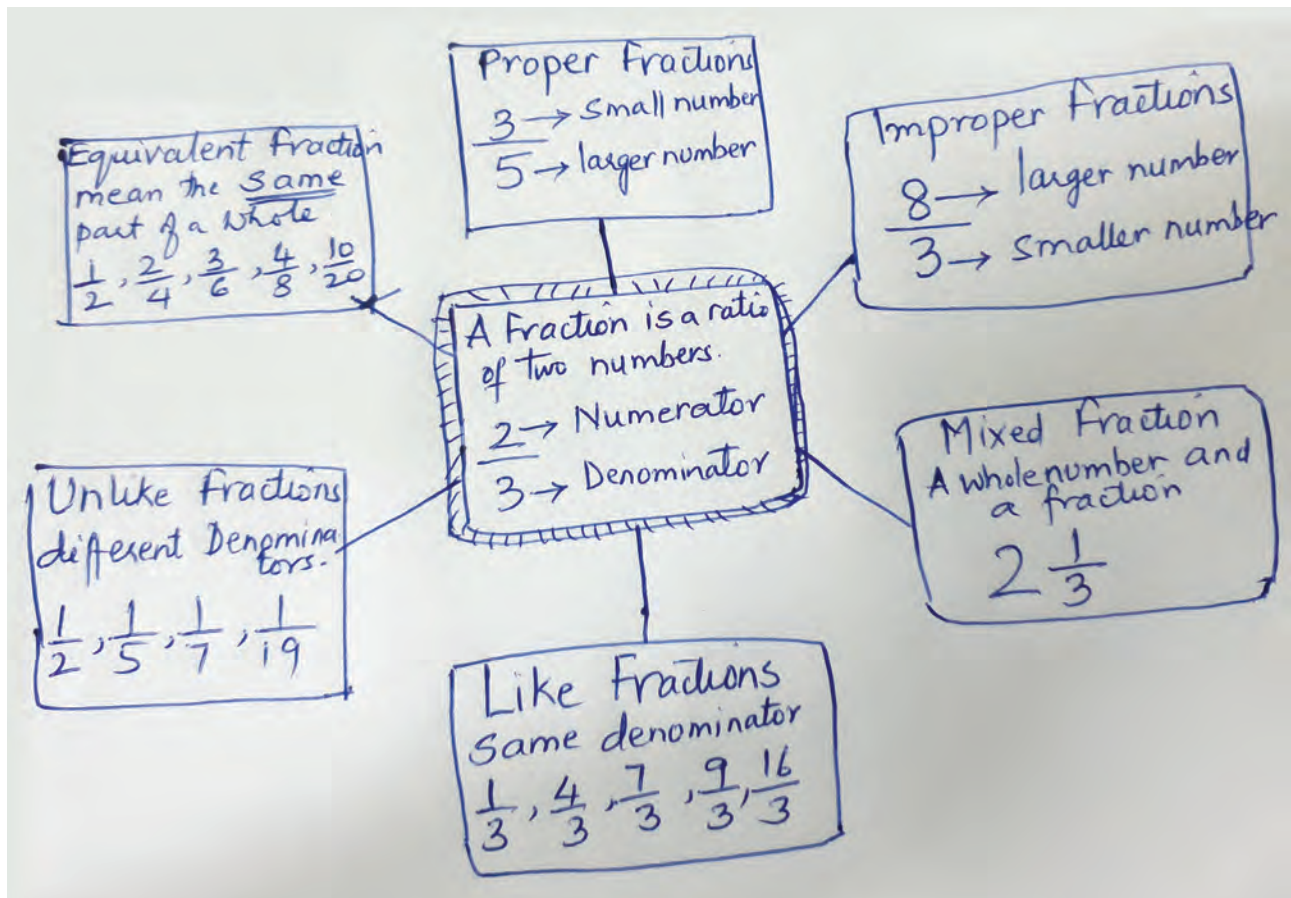 Proper Fractions
3 → small number
5 → larger number
Improper Fractions
8 → larger number
3 → smaller number
Equivalent Fraction
mean the same
part of a whole
1/2, 2/4, 3/6, 4/8, 10/20
A Fraction is a ratio
of two numbers.
2 → Numerator
3 → Denominator
Mixed Fraction
A whole number and
a fraction
2 1/3
Unlike Fractions
different Denomina
tors.
1/2, 1/5, 1/7, 1/19
Like Fractions
Same denominator
1/3, 4/3, 7/3, 9/3, 16/3